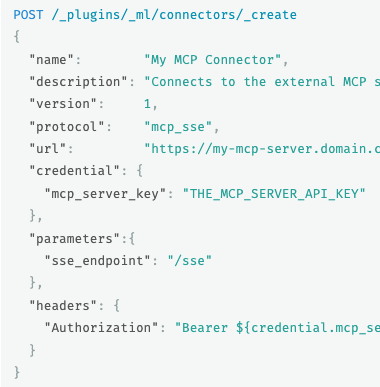 POST /_plugins/_ml/connectors/_create
{
  "name":        "My MCP Connector",
  "description": "Connects to the external MCP s
  "version":     1,
  "protocol":    "mcp_sse",
  "url":         "https://my-mcp-server.domain.c
  "credential": {
    "mcp_server_key": "THE_MCP_SERVER_API_KEY"
  },
  "parameters":{
    "sse_endpoint": "/sse"
  },
  "headers": {
    "Authorization": "Bearer ${credential.mcp_se
  }
}